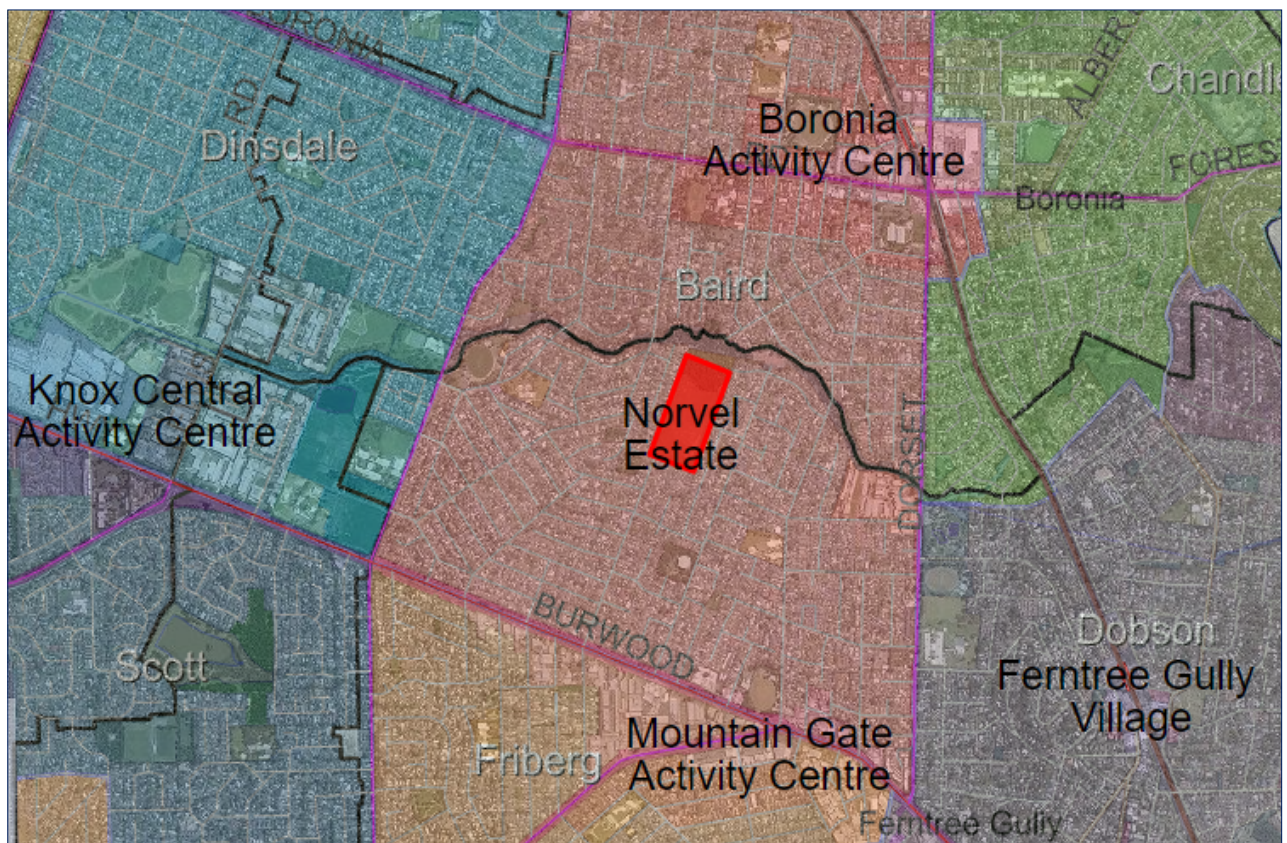 BORONIA
RD
Dinsdale
Boronia
Activity Centre
ALBER
Chandl
FORES
Boronia
Baird
Knox Central
Activity Centre
Norvel
Estate
DORSET
BURWOOD
Scott
Dobson
Ferntree Gully
Village
Friberg
Mountain Gate
Activity Centre
Ferntree Gully